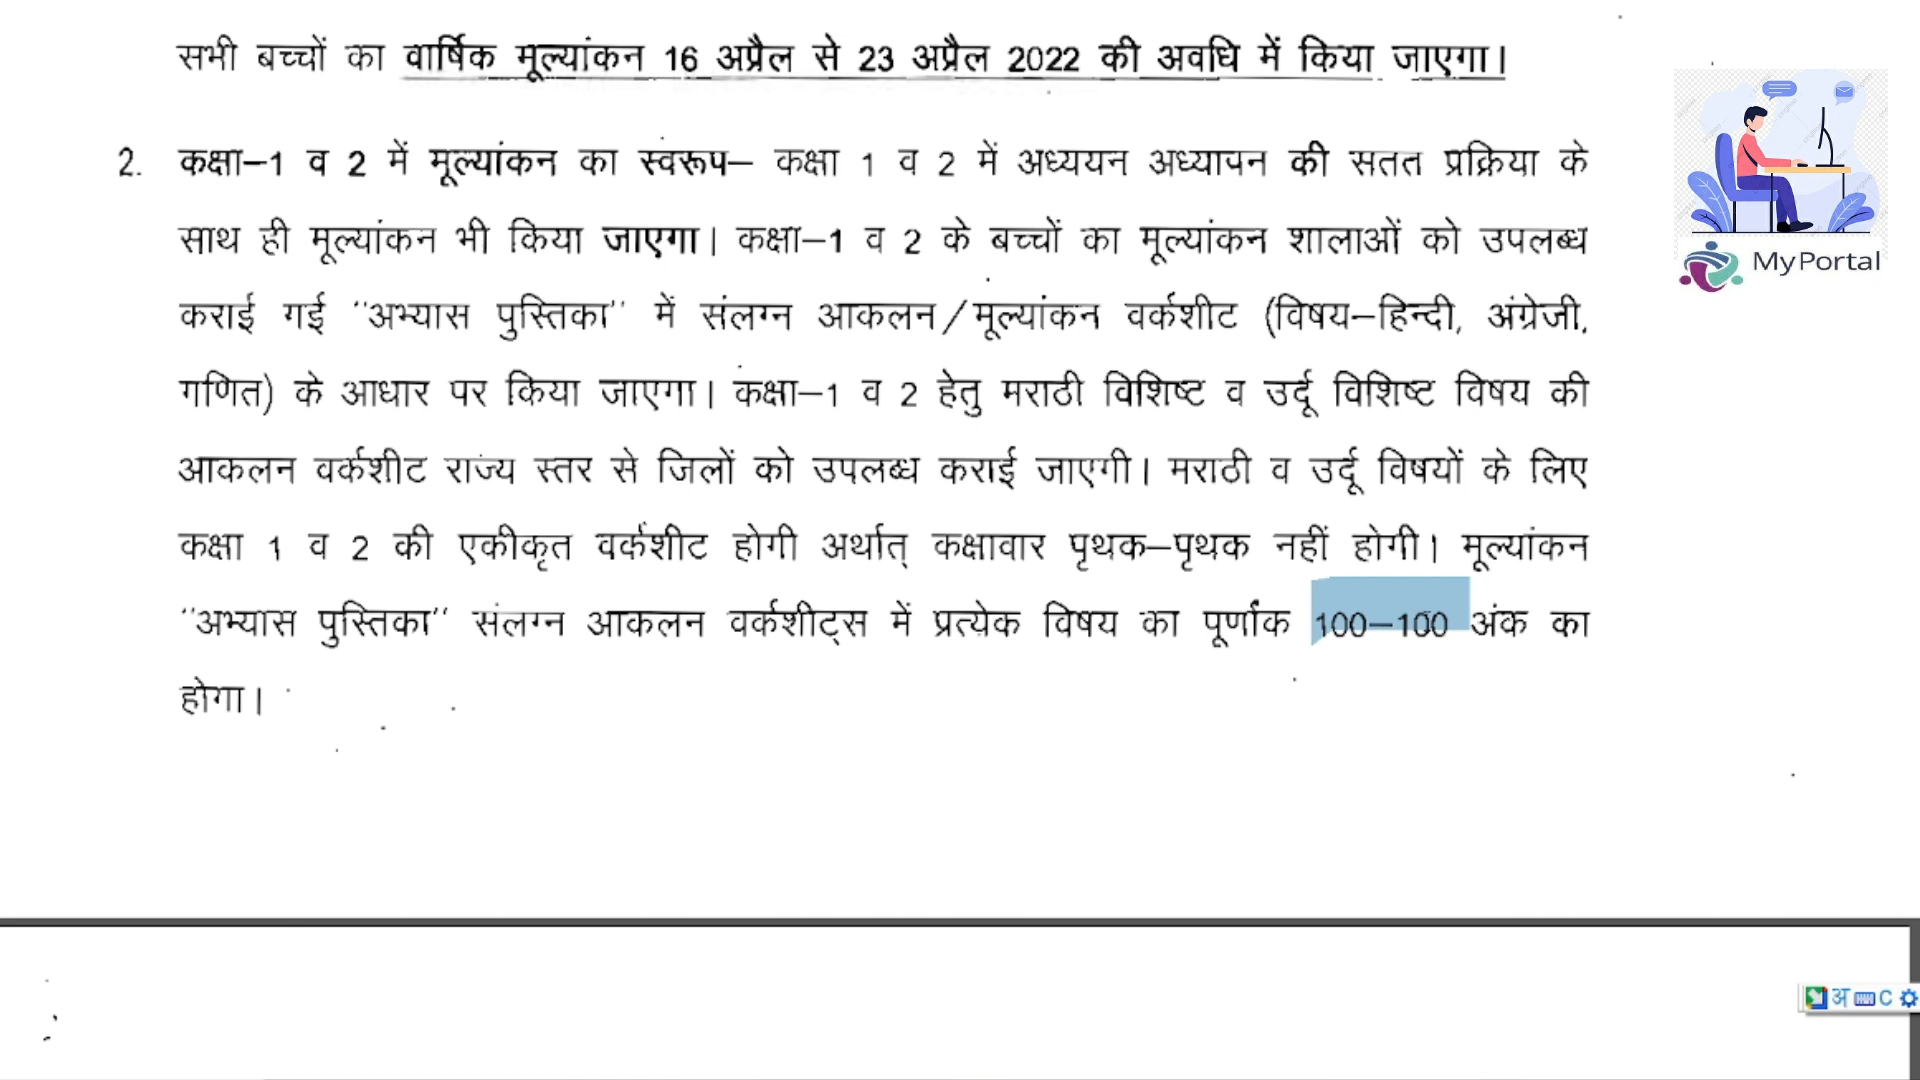 सभी बच्चों का वार्षिक मूल्यांकन 16 अप्रैल से 23 अप्रैल 2022 की अवधि में किया जाएगा।
2. कक्षा–1 व 2 में मूल्यांकन का स्वरूप– कक्षा 1 व 2 में अध्ययन अध्यापन की सतत प्रक्रिया के
साथ ही मूल्यांकन भी किया जाएगा। कक्षा–1 व 2 के बच्चों का मूल्यांकन शालाओं को उपलब्ध
कराई गई ‘‘अभ्यास पुस्तिका’’ में संलग्न आकलन/मूल्यांकन वर्कशीट (विषय–हिन्दी, अंग्रेजी,
गणित) के आधार पर किया जाएगा। कक्षा–1 व 2 हेतु मराठी विशिष्ट व उर्दू विशिष्ट विषय की
आकलन वर्कशीट राज्य स्तर से जिलों को उपलब्ध कराई जाएगी। मराठी व उर्दू विषयों के लिए
कक्षा 1 व 2 की एकीकृत वर्कशीट होगी अर्थात् कक्षावार पृथक–पृथक नहीं होगी। मूल्यांकन
‘‘अभ्यास पुस्तिका’’ संलग्न आकलन वर्कशीट्स में प्रत्येक विषय का पूर्णांक 100–100 अंक का
होगा।
MyPortal
अ C